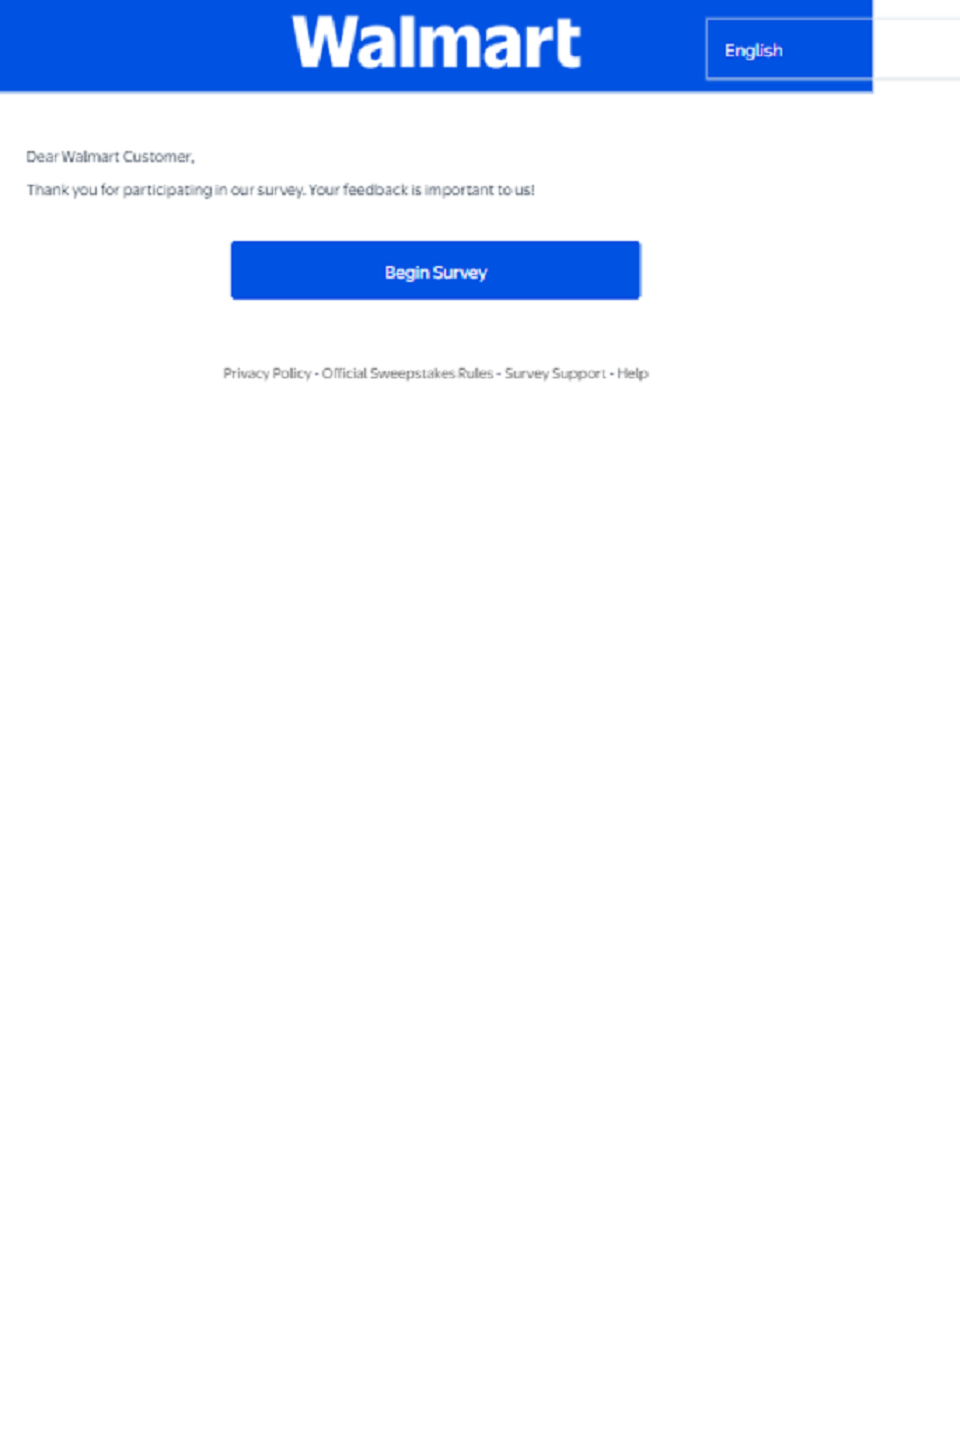 Walmart
English
Dear Walmart Customer,
Thank you for participating in our survey. Your feedback is important to us!
Begin Survey
Privacy Policy - Official Sweepstakes Rules - Survey Support - Help